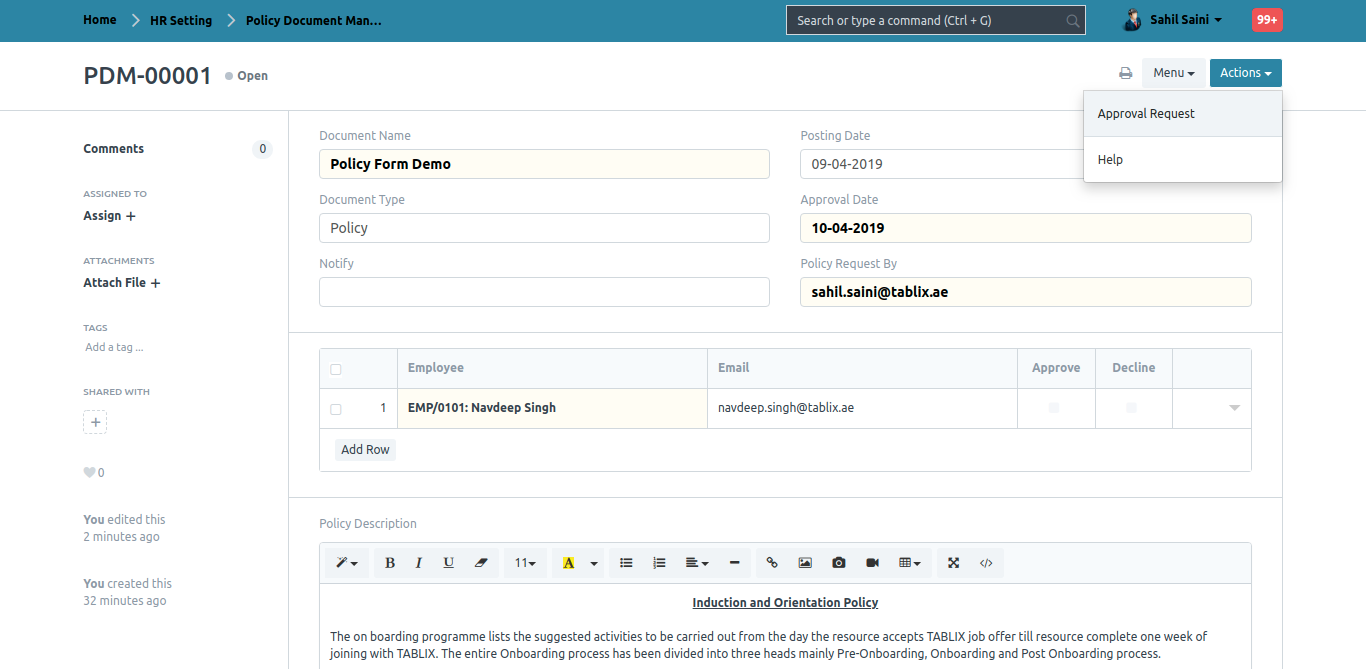 Home HR Setting Policy Document Man...
Search or type a command (Ctrl + G)
Sahil Saini
99+
PDM-00001 Open
Menu Actions
Approval Request
Help
Comments 0
ASSIGNED TO
Assign +
ATTACHMENTS
Attach File +
TAGS
Add a tag ...
SHARED WITH
+
0
You edited this
2 minutes ago
You created this
32 minutes ago
Document Name
Policy Form Demo
Document Type
Policy
Notify
Posting Date
09-04-2019
Approval Date
10-04-2019
Policy Request By
sahil.saini@tablix.ae
Employee Email Approve Decline
1 EMP/0101: Navdeep Singh navdeep.singh@tablix.ae
Add Row
Policy Description
B I U 11 A </>
Induction and Orientation Policy
The on boarding programme lists the suggested activities to be carried out from the day the resource accepts TABLIX job offer till resource complete one week of
joining with TABLIX. The entire Onboarding process has been divided into three heads mainly Pre-Onboarding, Onboarding and Post Onboarding process.